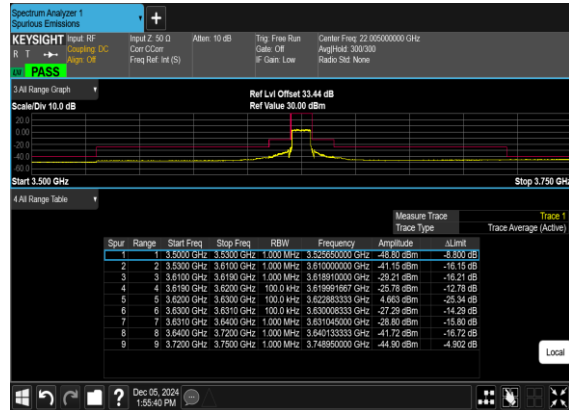 Spectrum Analyzer 1
Spurious Emissions
KEYSIGHT Input: RF Input Z: 50 Ω Atten: 10 dB Trig: Free Run Center Freq: 22.005000000 GHz
R T Coupling: DC Corr CCorr Gate: Off Avg|Hold: 300/300
Align: Off Freq Ref: Int (S) IF Gain: Low Radio Std: None
LW PASS
3 All Range Graph
Ref Lvl Offset 33.44 dB
Scale/Div 10.0 dB Ref Value 30.00 dBm
20.0
0.00
-20.0
-40.0
-60.0
Start 3.500 GHz Stop 3.750 GHz
4 All Range Table
Measure Trace Trace 1
Trace Type Trace Average (Active)
Spur Range Start Freq Stop Freq RBW Frequency Amplitude ΔLimit
1 1 3.5000 GHz 3.5300 GHz 1.000 MHz 3.525650000 GHz -48.80 dBm -8.800 dB
2 2 3.5300 GHz 3.6100 GHz 1.000 MHz 3.610000000 GHz -41.15 dBm -16.15 dB
3 3 3.6100 GHz 3.6190 GHz 1.000 MHz 3.618910000 GHz -29.21 dBm -16.21 dB
4 4 3.6190 GHz 3.6200 GHz 100.0 kHz 3.619991667 GHz -25.78 dBm -12.78 dB
5 5 3.6200 GHz 3.6300 GHz 100.0 kHz 3.622883333 GHz 4.663 dBm -25.34 dB
6 6 3.6300 GHz 3.6310 GHz 100.0 kHz 3.630008333 GHz -27.29 dBm -14.29 dB
7 7 3.6310 GHz 3.6400 GHz 1.000 MHz 3.631045000 GHz -28.80 dBm -15.80 dB
8 8 3.6400 GHz 3.7200 GHz 1.000 MHz 3.640133333 GHz -41.72 dBm -16.72 dB
9 9 3.7200 GHz 3.7500 GHz 1.000 MHz 3.748950000 GHz -44.90 dBm -4.902 dB
Local
Dec 05, 2024
1:55:40 PM